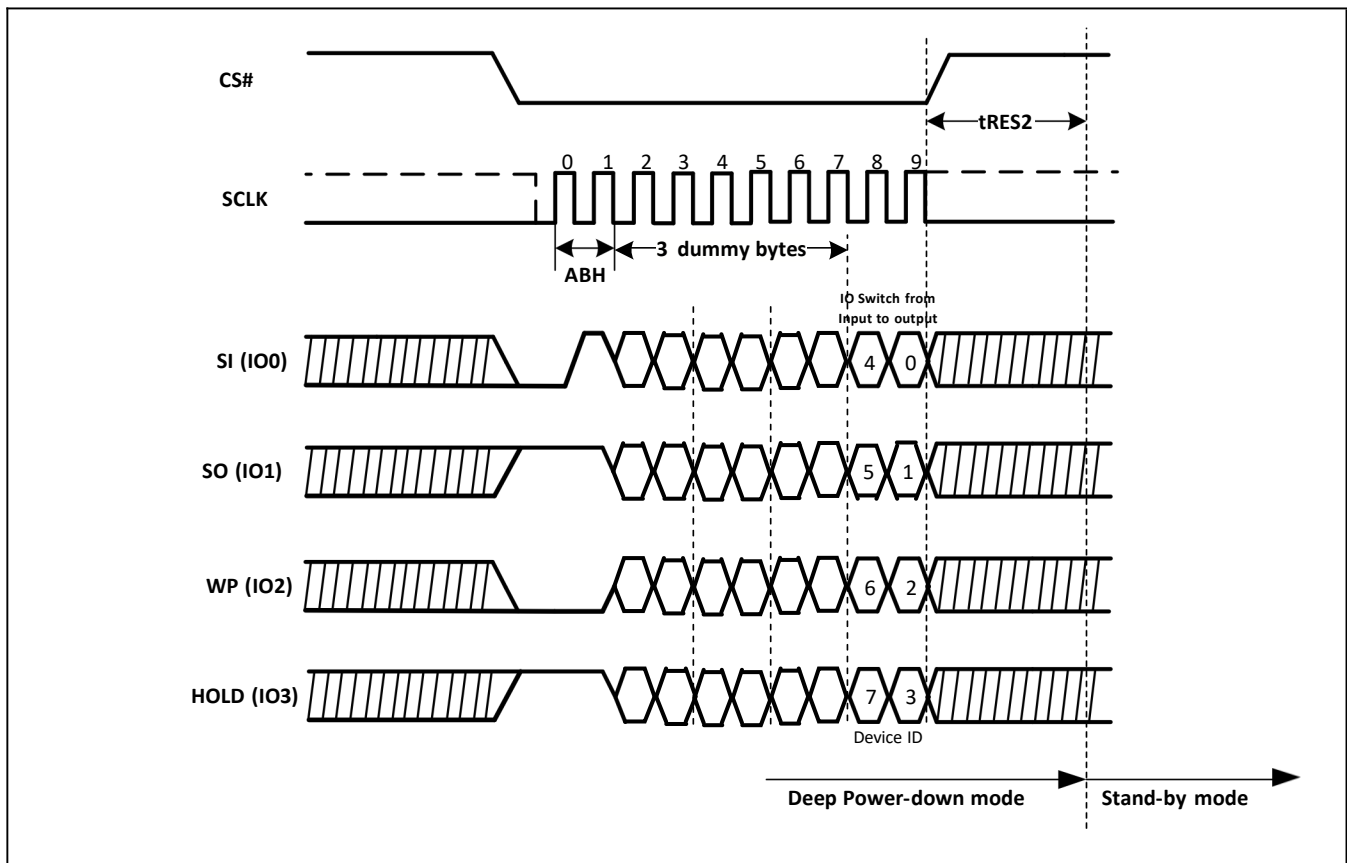 CS#
tRES2
0 1 2 3 4 5 6 7 8 9
SCLK
3 dummy bytes
ABH
IO Switch from
Input to output
SI (IO0)
4 0
SO (IO1)
5 1
WP (IO2)
6 2
HOLD (IO3)
7 3
Device ID
Deep Power-down mode
Stand-by mode